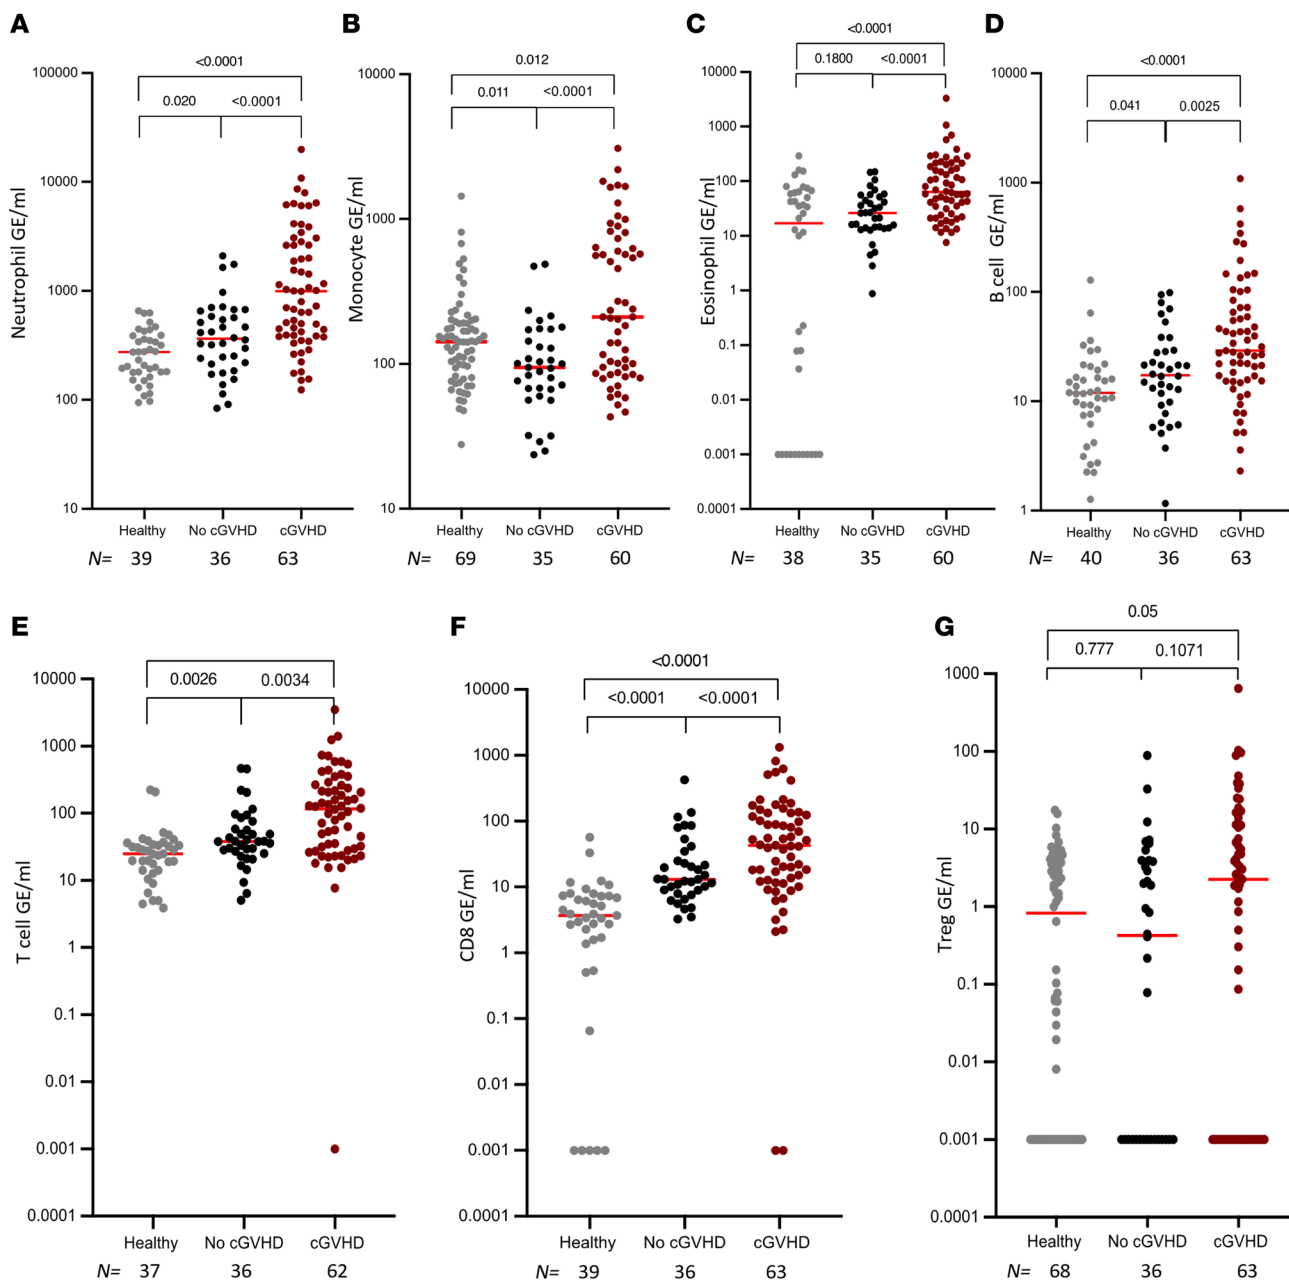 A
<0.0001
0.020
<0.0001
Neutrophil GE/ml
100000
10000
1000
100
10
Healthy
No cGVHD
cGVHD
N= 39 36 63
B
0.012
0.011
<0.0001
Monocyte GE/ml
10000
1000
100
10
Healthy
No cGVHD
cGVHD
N= 69 35 60
C
<0.0001
0.1800
<0.0001
Eosinophil GE/ml
10000
1000
100
10
1
0.1
0.01
0.001
0.0001
Healthy
No cGVHD
cGVHD
N= 38 35 60
D
<0.0001
0.041
0.0025
B cell GE/ml
10000
1000
100
10
1
Healthy
No cGVHD
cGVHD
N= 40 36 63
E
0.0026
0.0034
T cell GE/ml
10000
1000
100
10
1
0.1
0.01
0.001
0.0001
Healthy
No cGVHD
cGVHD
N= 37 36 62
F
<0.0001
<0.0001
<0.0001
CD8 GE/ml
10000
1000
100
10
1
0.1
0.01
0.001
0.0001
Healthy
No cGVHD
cGVHD
N= 39 36 63
G
0.05
0.777
0.1071
Treg GE/ml
1000
100
10
1
0.1
0.01
0.001
0.0001
Healthy
No cGVHD
cGVHD
N= 68 36 63